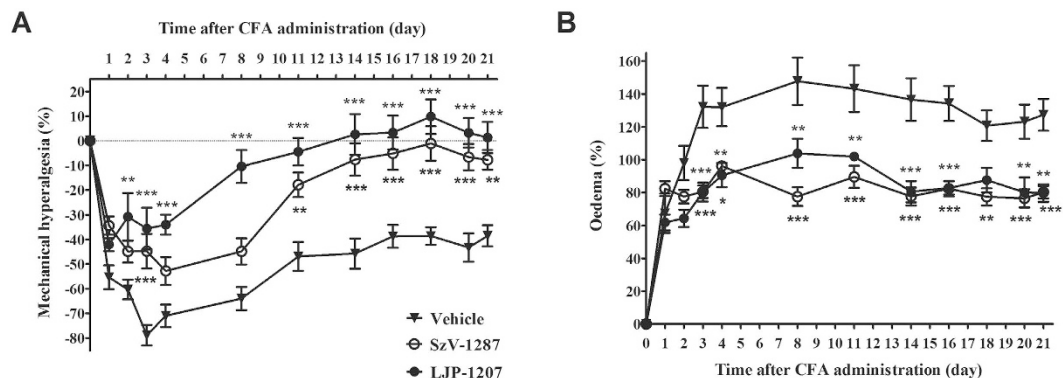 A
Time after CFA administration (day)
1 2 3 4 5 6 7 8 9 10 11 12 13 14 15 16 17 18 19 20 21
Mechanical hyperalgesia (%)
20
10
0
-10
-20
-30
-40
-50
-60
-70
-80
*** *** *** *** ***
*** ***
** *** ***
*** *** *** *** **
**
***
Vehicle
SzV-1287
LJP-1207
B
Oedema (%)
160
140
120
100
80
60
40
20
0
** **
*** ** *** *** ** **
*** * *** *** *** *** ** *** ***
0 1 2 3 4 5 6 7 8 9 10 11 12 13 14 15 16 17 18 19 20 21
Time after CFA administration (day)